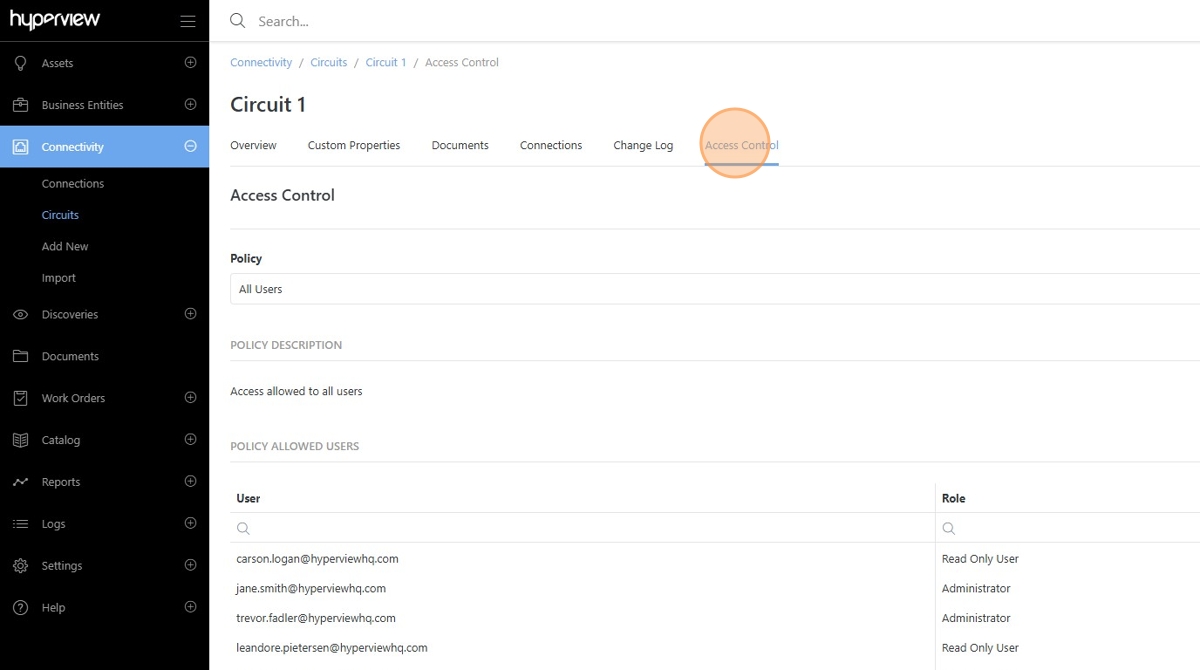 hyperview
Search...
Assets
Business Entities
Connectivity
Connections
Circuits
Add New
Import
Discoveries
Documents
Work Orders
Catalog
Reports
Logs
Settings
Help
Connectivity / Circuits / Circuit 1 / Access Control
Circuit 1
Overview Custom Properties Documents Connections Change Log Access Control
Access Control
Policy
All Users
POLICY DESCRIPTION
Access allowed to all users
POLICY ALLOWED USERS
User Role
carson.logan@hyperviewhq.com Read Only User
jane.smith@hyperviewhq.com Administrator
trevor.fadler@hyperviewhq.com Administrator
leandore.pietersen@hyperviewhq.com Read Only User